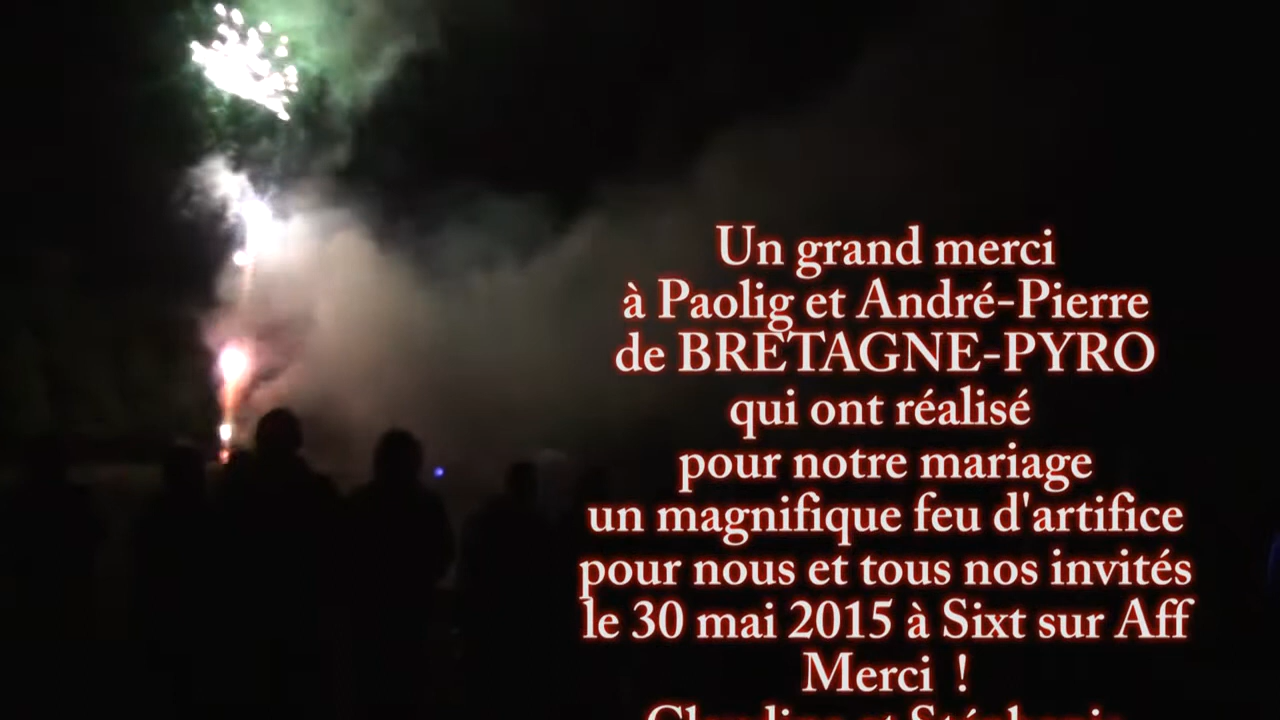 Un grand merci
à Paolig et André-Pierre
de BRETAGNE-PYRO
qui ont réalisé
pour notre mariage
un magnifique feu d'artifice
pour nous et tous nos invités
le 30 mai 2015 à Sixt sur Aff
Merci !
et